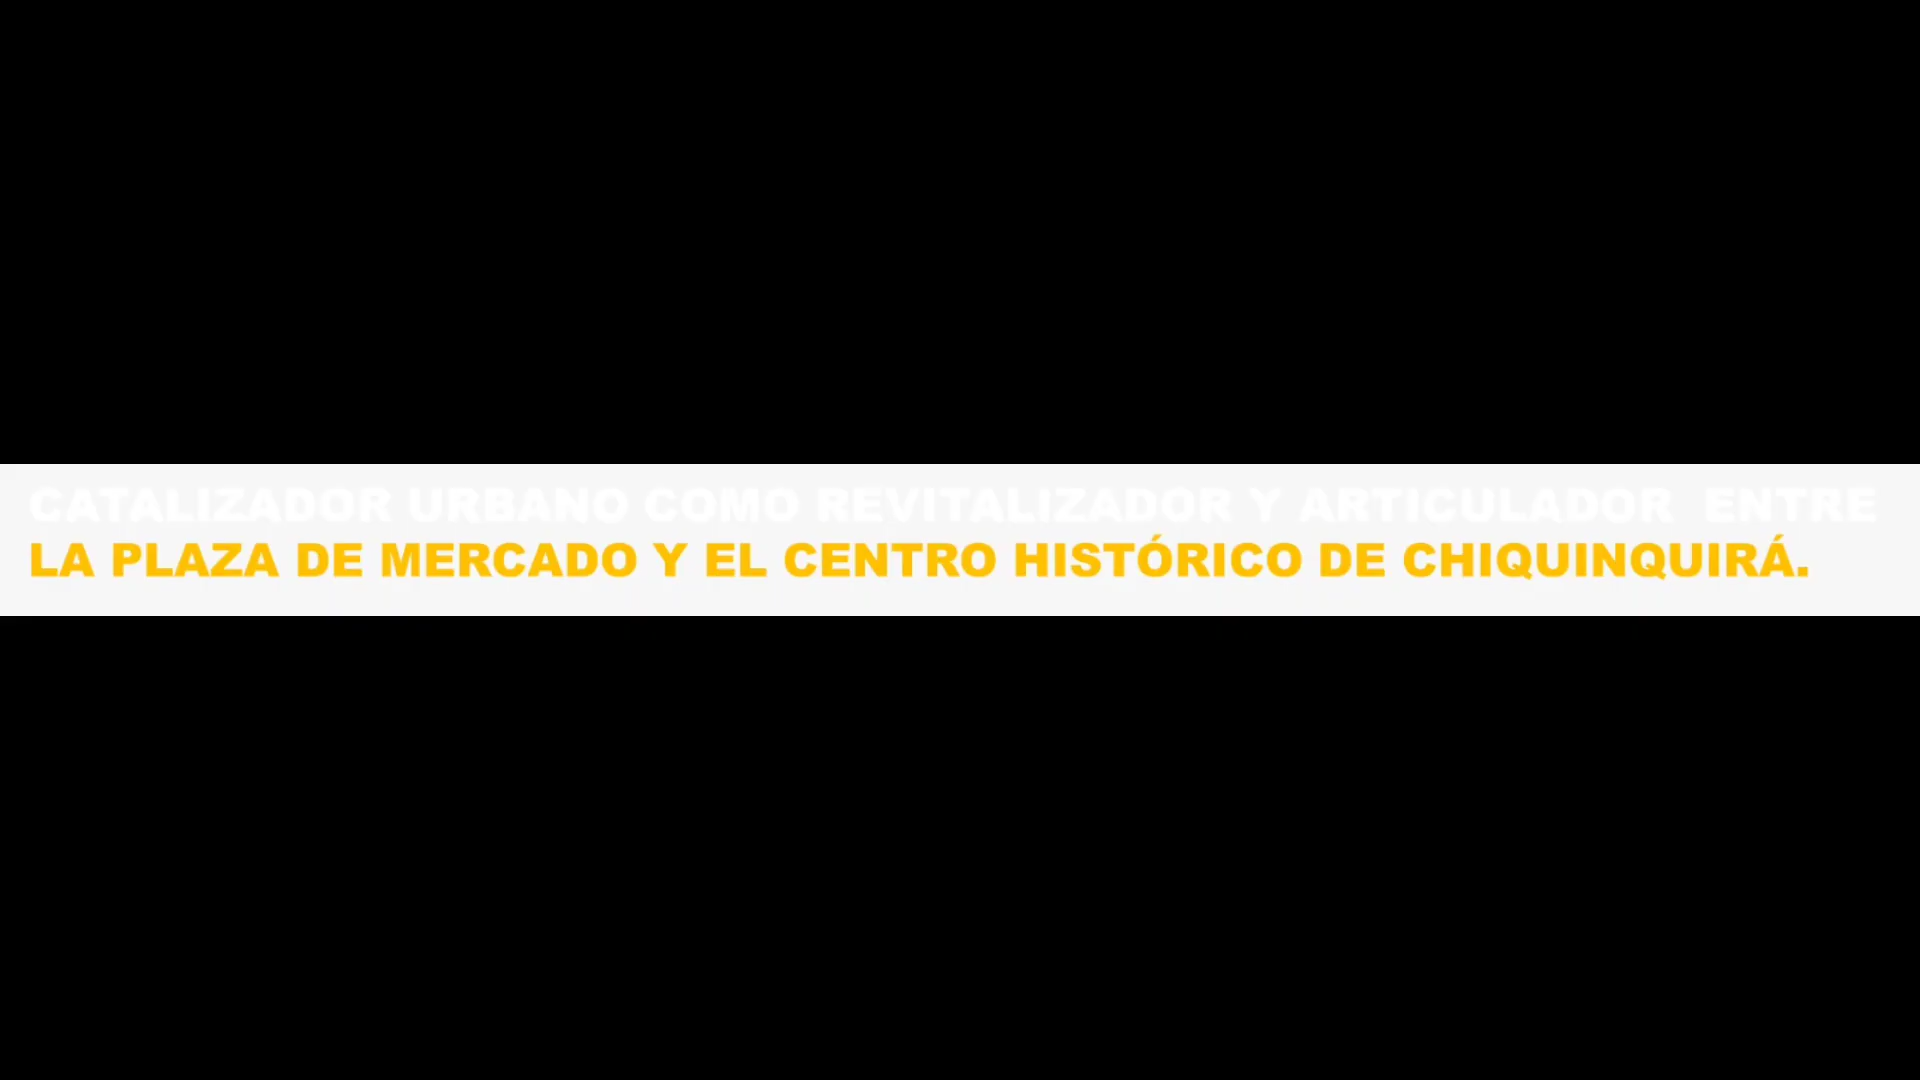 CATALIZADOR URBANO COMO REVITALIZADOR Y ARTICULADOR  ENTRE
LA PLAZA DE MERCADO Y EL CENTRO HISTÓRICO DE CHIQUINQUIRÁ.